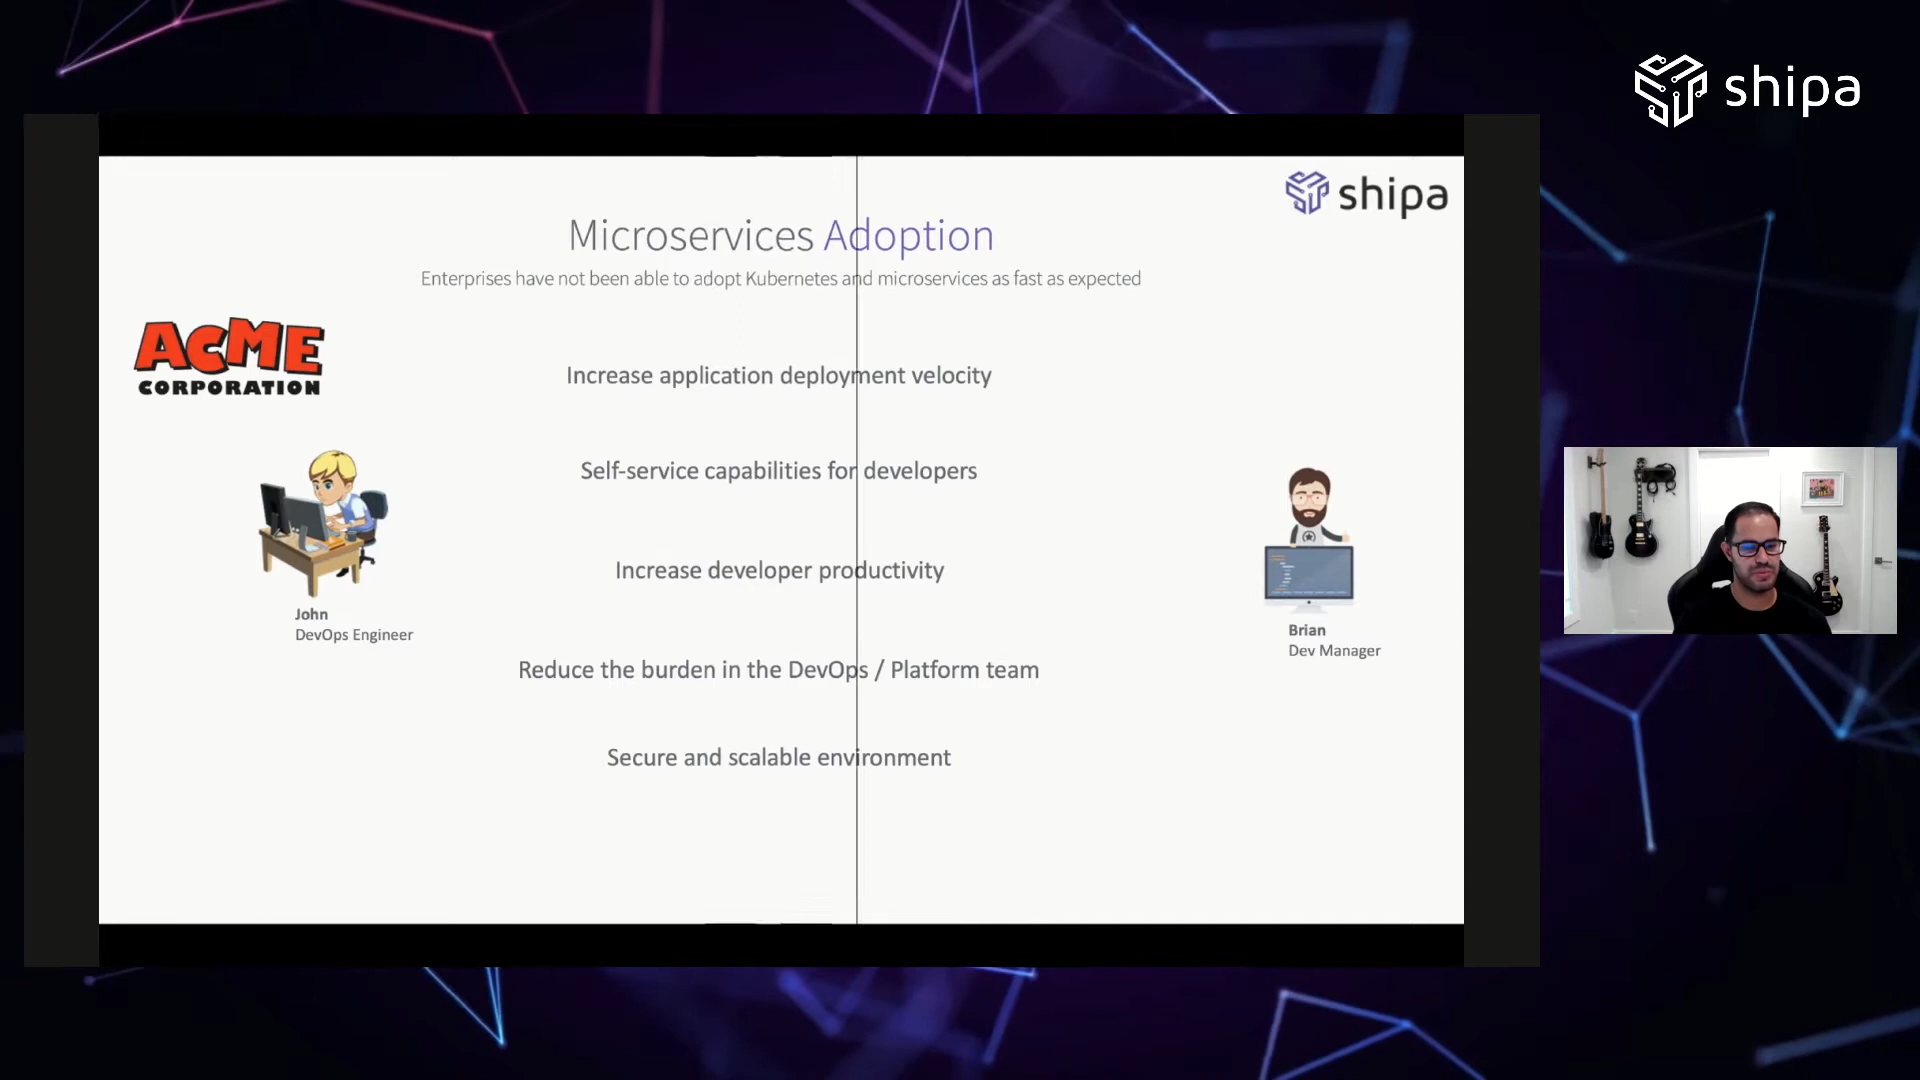 shipa
shipa
Microservices Adoption
Enterprises have not been able to adopt Kubernetes and microservices as fast as expected
ACME
CORPORATION
Increase application deployment velocity
Self-service capabilities for developers
Increase developer productivity
John
DevOps Engineer
Brian
Dev Manager
Reduce the burden in the DevOps / Platform team
Secure and scalable environment